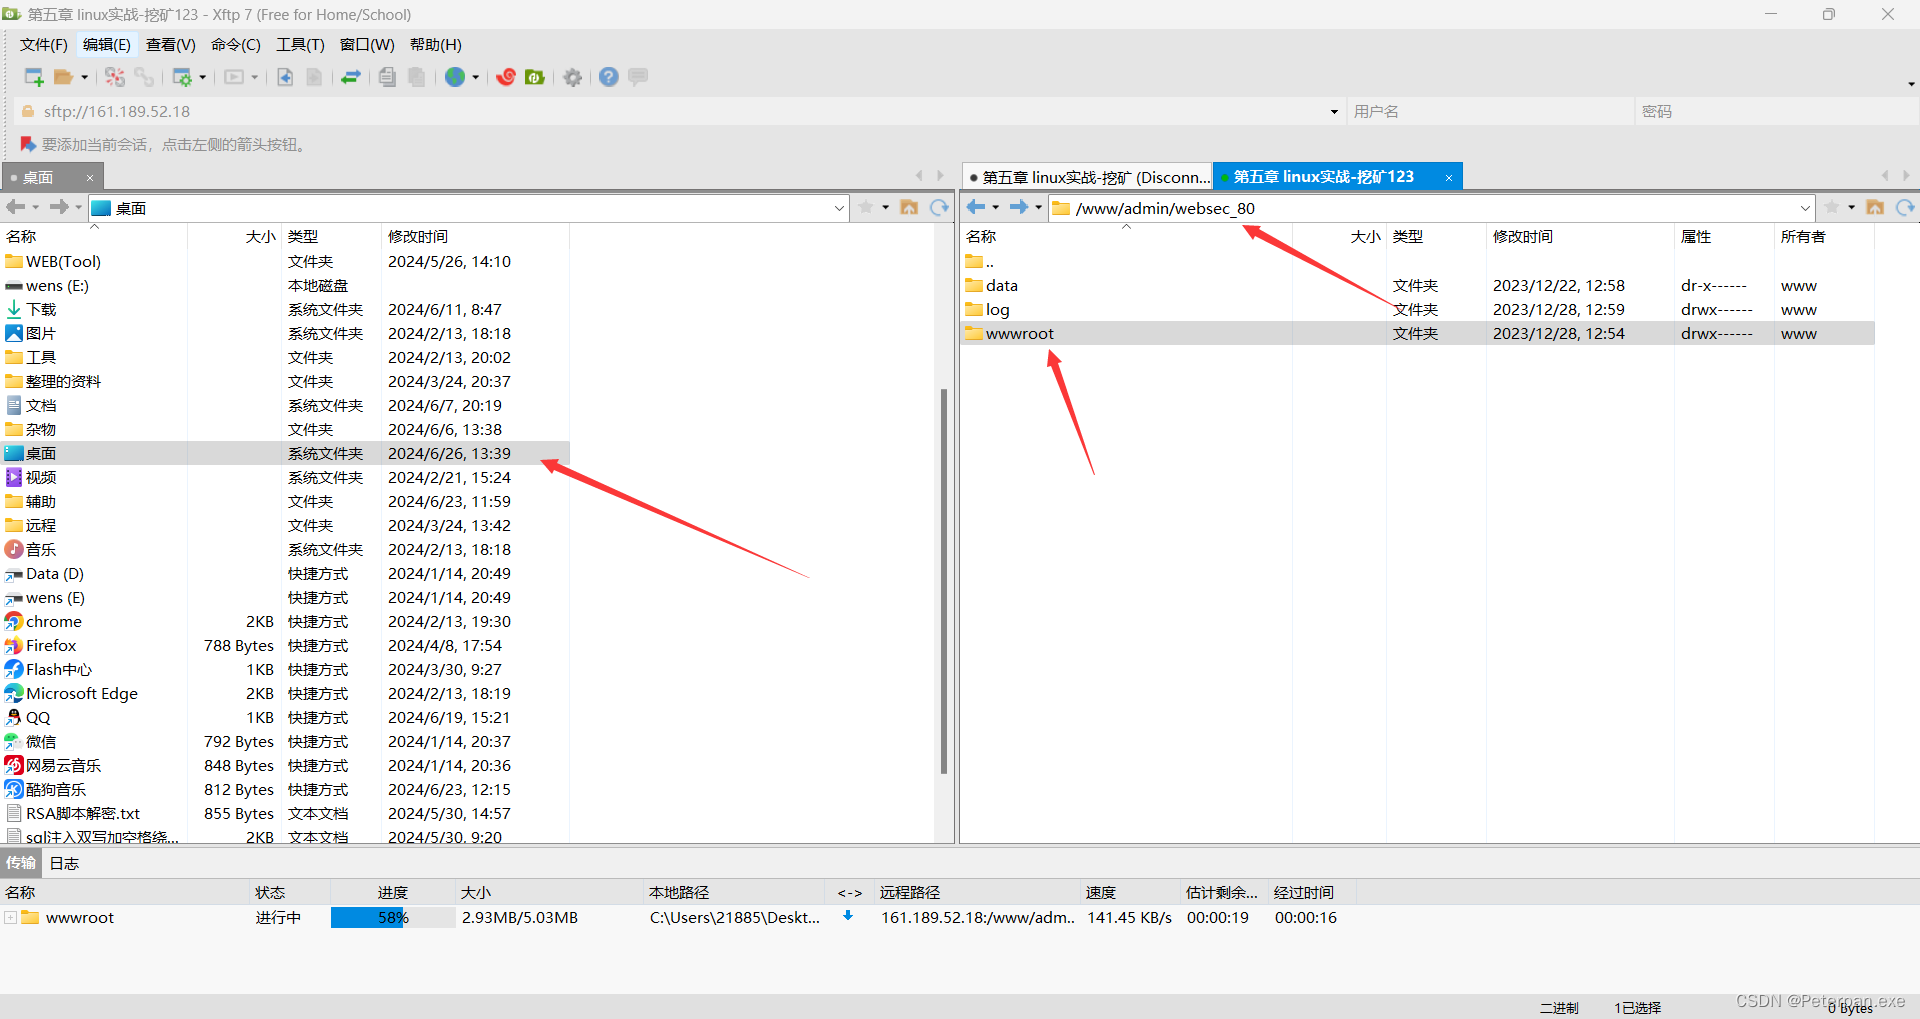 第五章 linux实战-挖矿123 - Xftp 7 (Free for Home/School)
文件(F) 编辑(E) 查看(V) 命令(C) 工具(T) 窗口(W) 帮助(H)
sftp://161.189.52.18 用户名 密码
要添加当前会话，点击左侧的箭头按钮。
桌面 ×
第五章 linux实战-挖矿 (Disconn... 第五章 linux实战-挖矿123 ×
桌面
/www/admin/websec_80
名称 大小 类型 修改时间
WEB(Tool) 文件夹 2024/5/26, 14:10
wens (E:) 本地磁盘
下载 系统文件夹 2024/6/11, 8:47
图片 系统文件夹 2024/2/13, 18:18
工具 文件夹 2024/2/13, 20:02
整理的资料 文件夹 2024/3/24, 20:37
文档 系统文件夹 2024/6/7, 20:19
杂物 文件夹 2024/6/6, 13:38
桌面 系统文件夹 2024/6/26, 13:39
视频 系统文件夹 2024/2/21, 15:24
辅助 文件夹 2024/6/23, 11:59
远程 文件夹 2024/3/24, 13:42
音乐 系统文件夹 2024/2/13, 18:18
Data (D) 快捷方式 2024/1/14, 20:49
wens (E) 快捷方式 2024/1/14, 20:49
chrome 2KB 快捷方式 2024/2/13, 19:30
Firefox 788 Bytes 快捷方式 2024/4/8, 17:54
Flash中心 1KB 快捷方式 2024/3/30, 9:27
Microsoft Edge 2KB 快捷方式 2024/2/13, 18:19
QQ 1KB 快捷方式 2024/6/19, 15:21
微信 792 Bytes 快捷方式 2024/1/14, 20:37
网易云音乐 848 Bytes 快捷方式 2024/1/14, 20:36
酷狗音乐 812 Bytes 快捷方式 2024/6/23, 12:15
RSA脚本解密.txt 855 Bytes 文本文档 2024/5/30, 14:57
sql注入双写加空格绕... 2KB 文本文档 2024/5/30, 9:20
名称 大小 类型 修改时间 属性 所有者
..
data 文件夹 2023/12/22, 12:58 dr-x------ www
log 文件夹 2023/12/28, 12:59 drwx------ www
wwwroot 文件夹 2023/12/28, 12:54 drwx------ www
传输 日志
名称 状态 进度 大小 本地路径 <-> 远程路径 速度 估计剩余... 经过时间
wwwroot 进行中 58% 2.93MB/5.03MB C:\Users\21885\Deskt... 161.189.52.18:/www/adm... 141.45 KB/s 00:00:19 00:00:16
二进制 1已选择 0 Bytes
CSDN @Peterpan.exe